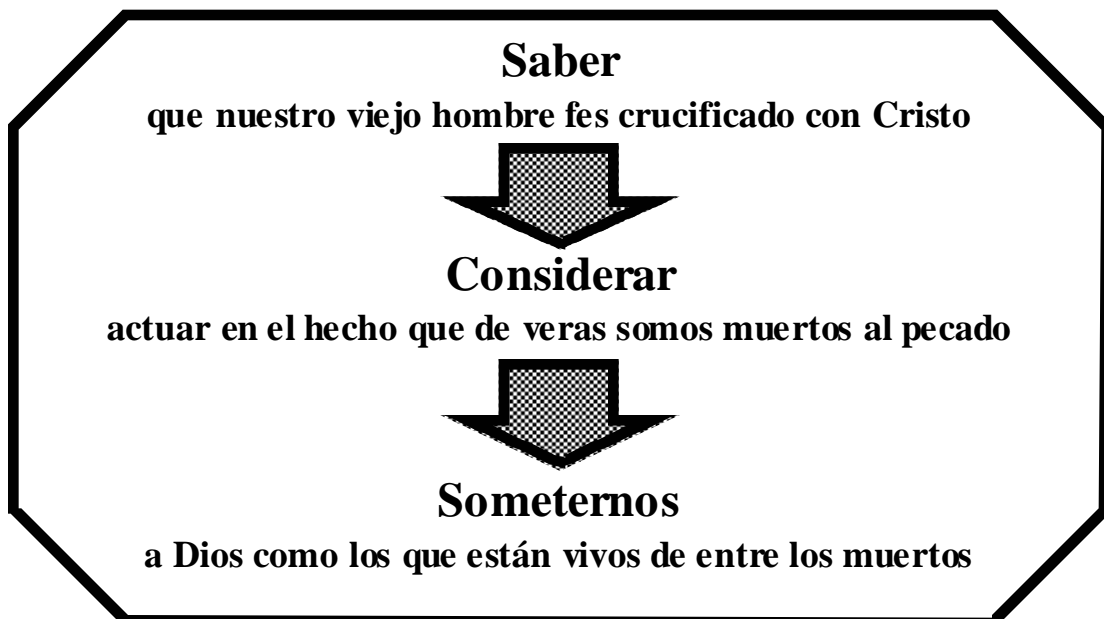 Saber
que nuestro viejo hombre fes crucificado con Cristo
Considerar
actuar en el hecho que de veras somos muertos al pecado
Someternos
a Dios como los que están vivos de entre los muertos